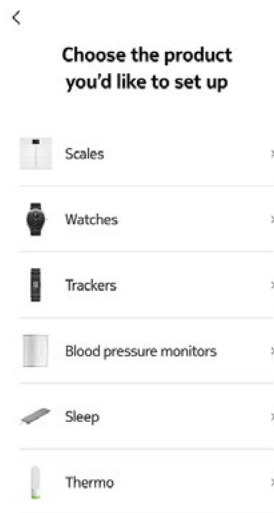 Choose the product
you'd like to set up
Scales
Watches
Trackers
Blood pressure monitors
Sleep
Thermo